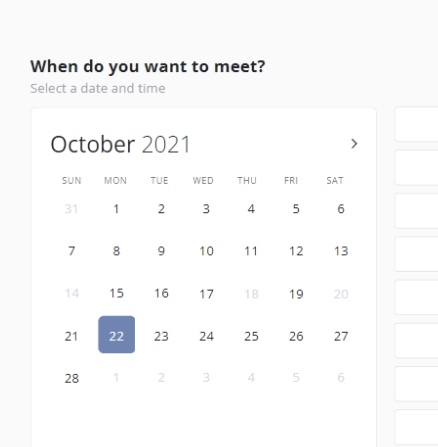 When do you want to meet?
Select a date and time
October 2021
SUN MON TUE WED THU FRI SAT
31 1 2 3 4 5 6
7 8 9 10 11 12 13
14 15 16 17 18 19 20
21 22 23 24 25 26 27
28 1 2 3 4 5 6